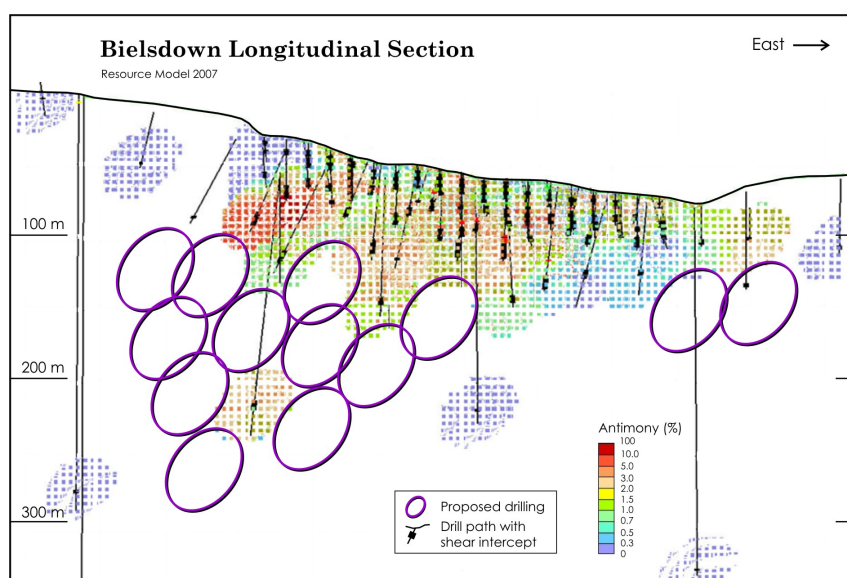 Bielsdown Longitudinal Section
Resource Model 2007
East
100 m
200 m
300 m
Proposed drilling
Drill path with
shear intercept
Antimony (%)
100
10.0
5.0
3.0
2.0
1.5
1.0
0.7
0.5
0.3
0